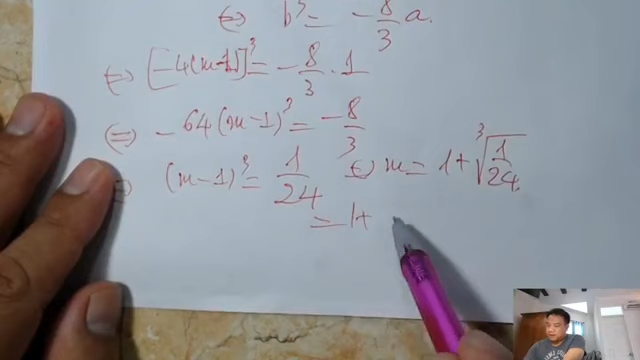 ⇔ b³ = -8/3 a.
⇔ [-4(m-1)]³ = -8/3 . 1
⇔ -64(m-1)³ = -8/3
⇔ (m-1)³ = 1/24 ⇔ m = 1 + ∛(1/24).
= 1+